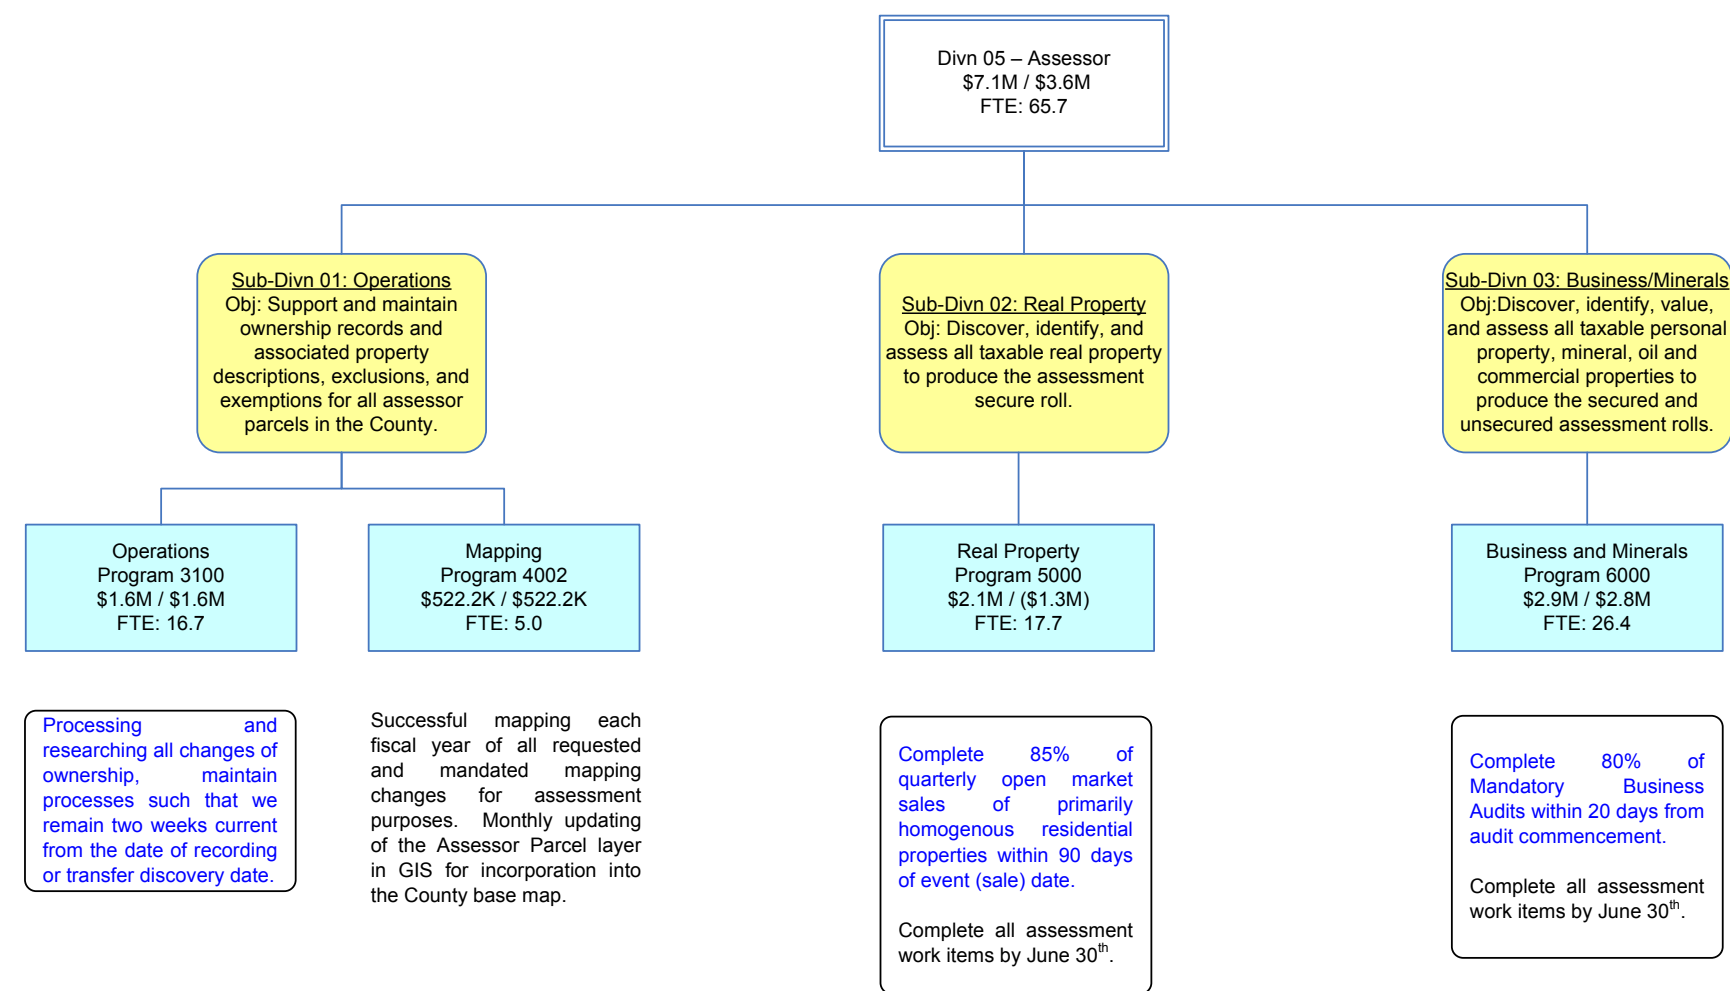 Divn 05 – Assessor
$7.1M / $3.6M
FTE: 65.7
Sub-Divn 01: Operations
Obj: Support and maintain
ownership records and
associated property
descriptions, exclusions, and
exemptions for all assessor
parcels in the County.
Sub-Divn 02: Real Property
Obj: Discover, identify, and
assess all taxable real property
to produce the assessment
secure roll.
Sub-Divn 03: Business/Minerals
Obj:Discover, identify, value,
and assess all taxable personal
property, mineral, oil and
commercial properties to
produce the secured and
unsecured assessment rolls.
Operations
Program 3100
$1.6M / $1.6M
FTE: 16.7
Mapping
Program 4002
$522.2K / $522.2K
FTE: 5.0
Real Property
Program 5000
$2.1M / ($1.3M)
FTE: 17.7
Business and Minerals
Program 6000
$2.9M / $2.8M
FTE: 26.4
Processing and
researching all changes of
ownership, maintain
processes such that we
remain two weeks current
from the date of recording
or transfer discovery date.
Successful mapping each
fiscal year of all requested
and mandated mapping
changes for assessment
purposes. Monthly updating
of the Assessor Parcel layer
in GIS for incorporation into
the County base map.
Complete 85% of
quarterly open market
sales of primarily
homogenous residential
properties within 90 days
of event (sale) date.
Complete all assessment
work items by June 30th.
Complete 80% of
Mandatory Business
Audits within 20 days from
audit commencement.
Complete all assessment
work items by June 30th.